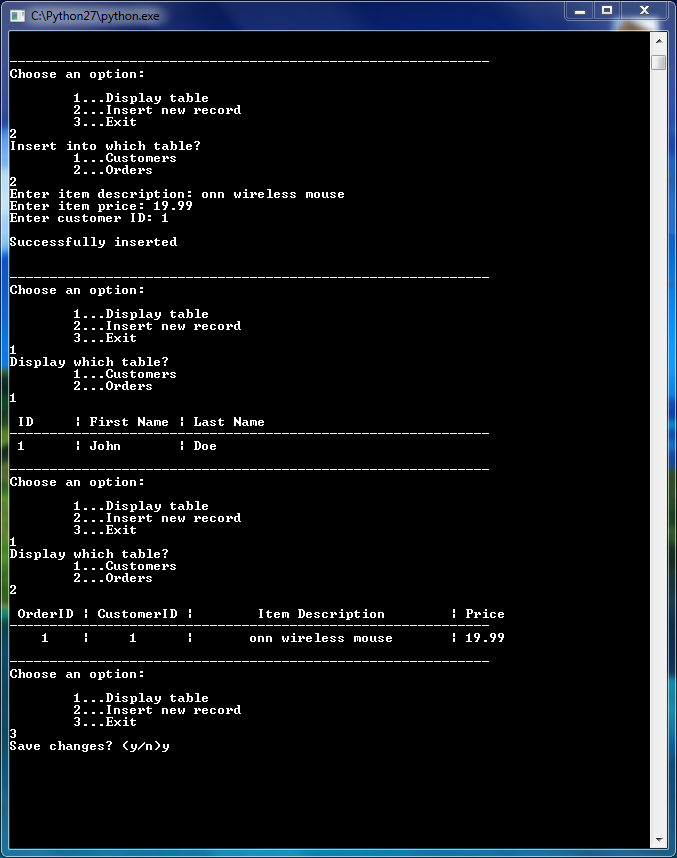 C:\Python27\python.exe
------------------------------------------------------------
Choose an option:
        1...Display table
        2...Insert new record
        3...Exit
2
Insert into which table?
        1...Customers
        2...Orders
2
Enter item description: onn wireless mouse
Enter item price: 19.99
Enter customer ID: 1
Successfully inserted
------------------------------------------------------------
Choose an option:
        1...Display table
        2...Insert new record
        3...Exit
1
Display which table?
        1...Customers
        2...Orders
1
 ID     | First Name | Last Name
------------------------------------------------------------
 1      | John       | Doe
------------------------------------------------------------
Choose an option:
        1...Display table
        2...Insert new record
        3...Exit
1
Display which table?
        1...Customers
        2...Orders
2
 OrderID | CustomerID |        Item Description        | Price
------------------------------------------------------------
    1    |     1      |       onn wireless mouse       | 19.99
------------------------------------------------------------
Choose an option:
        1...Display table
        2...Insert new record
        3...Exit
3
Save changes? (y/n)y